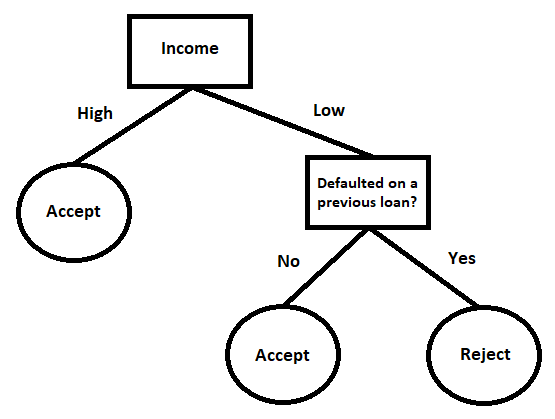 Income
High
Low
Accept
Defaulted on a
previous loan?
No
Yes
Accept
Reject